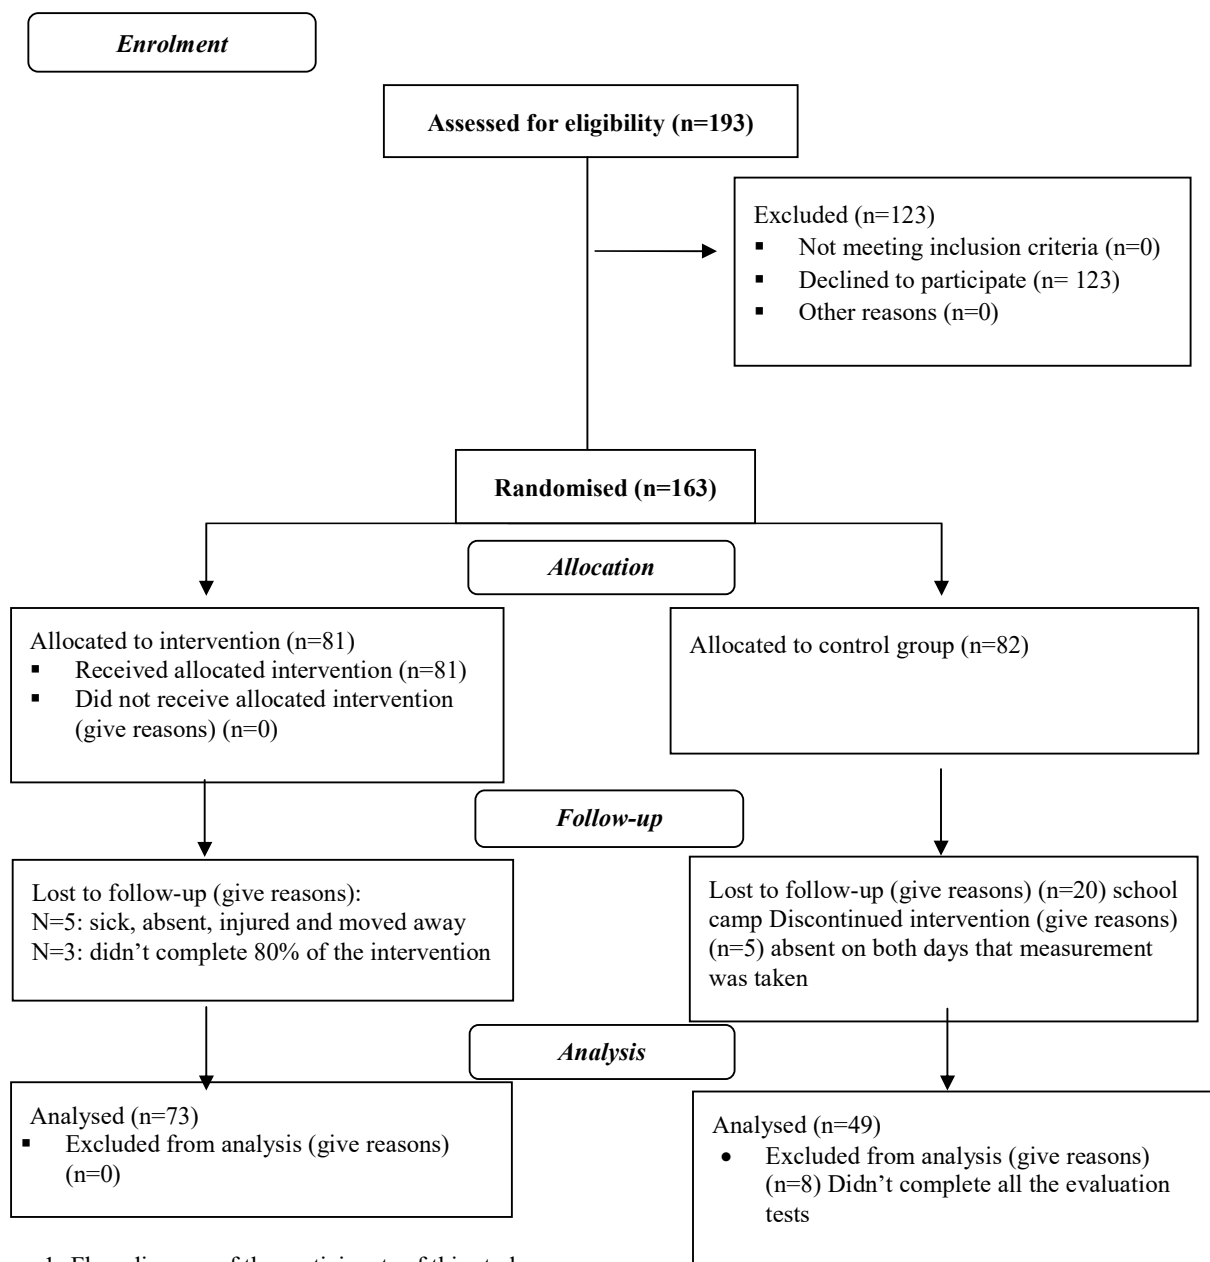 Enrolment
Assessed for eligibility (n=193)
Excluded (n=123)
▪ Not meeting inclusion criteria (n=0)
▪ Declined to participate (n= 123)
▪ Other reasons (n=0)
Randomised (n=163)
Allocation
Allocated to intervention (n=81)
▪ Received allocated intervention (n=81)
▪ Did not receive allocated intervention
(give reasons) (n=0)
Allocated to control group (n=82)
Follow-up
Lost to follow-up (give reasons):
N=5: sick, absent, injured and moved away
N=3: didn’t complete 80% of the intervention
Lost to follow-up (give reasons) (n=20) school
camp Discontinued intervention (give reasons)
(n=5) absent on both days that measurement
was taken
Analysis
Analysed (n=73)
▪ Excluded from analysis (give reasons)
(n=0)
Analysed (n=49)
• Excluded from analysis (give reasons)
(n=8) Didn’t complete all the evaluation
tests